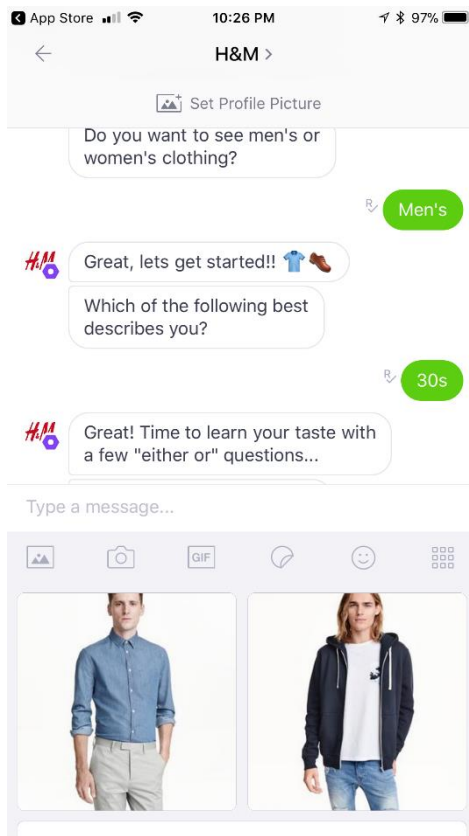 App Store
10:26 PM
97%
H&M >
Set Profile Picture
Do you want to see men's or
women's clothing?
R
Men's
H&M
Great, lets get started!! 👕👞
Which of the following best
describes you?
R
30s
H&M
Great! Time to learn your taste with
a few "either or" questions...
Type a message...
GIF